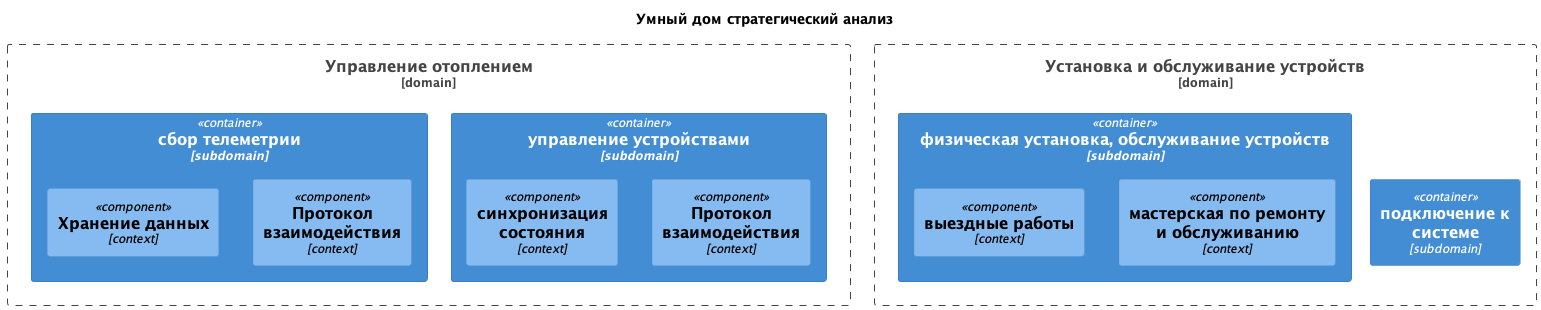 Умный дом стратегический анализ
Управление отоплением
[domain]
«container»
сбор телеметрии
[subdomain]
«component»
Хранение данных
[context]
«component»
Протокол
взаимодействия
[context]
«container»
управление устройствами
[subdomain]
«component»
синхронизация
состояния
[context]
«component»
Протокол
взаимодействия
[context]
Установка и обслуживание устройств
[domain]
«container»
физическая установка, обслуживание устройств
[subdomain]
«component»
выездные работы
[context]
«component»
мастерская по ремонту
и обслуживанию
[context]
«container»
подключение к
системе
[subdomain]